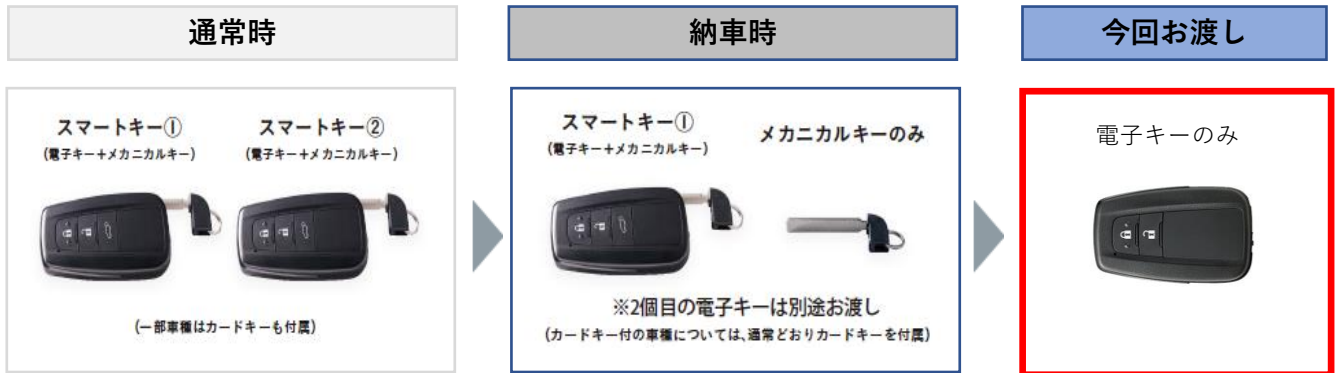 通常時
納車時
今回お渡し
スマートキー①
(電子キー+メカニカルキー)
スマートキー②
(電子キー+メカニカルキー)
(一部車種はカードキーも付属)
スマートキー①
(電子キー+メカニカルキー)
メカニカルキーのみ
※2個目の電子キーは別途お渡し
(カードキー付の車種については、通常どおりカードキーを付属)
電子キーのみ